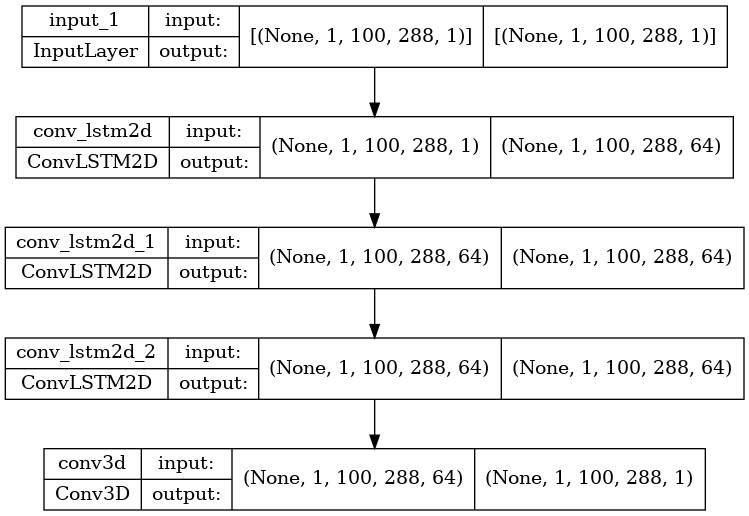 input_1 input: [(None, 1, 100, 288, 1)] [(None, 1, 100, 288, 1)]
InputLayer output:
conv_lstm2d input: (None, 1, 100, 288, 1) (None, 1, 100, 288, 64)
ConvLSTM2D output:
conv_lstm2d_1 input: (None, 1, 100, 288, 64) (None, 1, 100, 288, 64)
ConvLSTM2D output:
conv_lstm2d_2 input: (None, 1, 100, 288, 64) (None, 1, 100, 288, 64)
ConvLSTM2D output:
conv3d input: (None, 1, 100, 288, 64) (None, 1, 100, 288, 1)
Conv3D output: